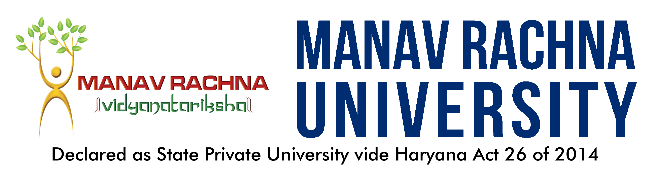 MANAV RACHNA
vidyanatariksha
MANAV RACHNA
UNIVERSITY
Declared as State Private University vide Haryana Act 26 of 2014